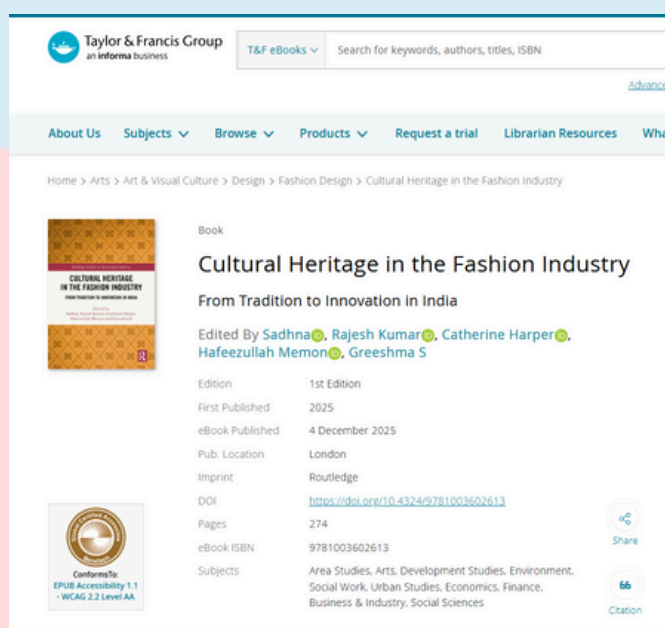 Taylor & Francis Group
an informa business
T&F eBooks
Search for keywords, authors, titles, ISBN
Advance
About Us Subjects Browse Products Request a trial Librarian Resources Wha
Home > Arts > Art & Visual Culture > Design > Fashion Design > Cultural Heritage in the Fashion Industry
CULTURAL HERITAGE
IN THE FASHION INDUSTRY
FROM TRADITION TO INNOVATION IN INDIA
R
Book
Cultural Heritage in the Fashion Industry
From Tradition to Innovation in India
Edited By Sadhna iD, Rajesh Kumar iD, Catherine Harper iD,
Hafeezullah Memon iD, Greeshma S
Edition 1st Edition
First Published 2025
eBook Published 4 December 2025
Pub. Location London
Imprint Routledge
DOI https://doi.org/10.4324/9781003602613
Pages 274
eBook ISBN 9781003602613
Subjects Area Studies, Arts, Development Studies, Environment,
Social Work, Urban Studies, Economics, Finance,
Business & Industry, Social Sciences
ConformsTo:
EPUB Accessibility 1.1
- WCAG 2.2 Level AA
Share
Citation